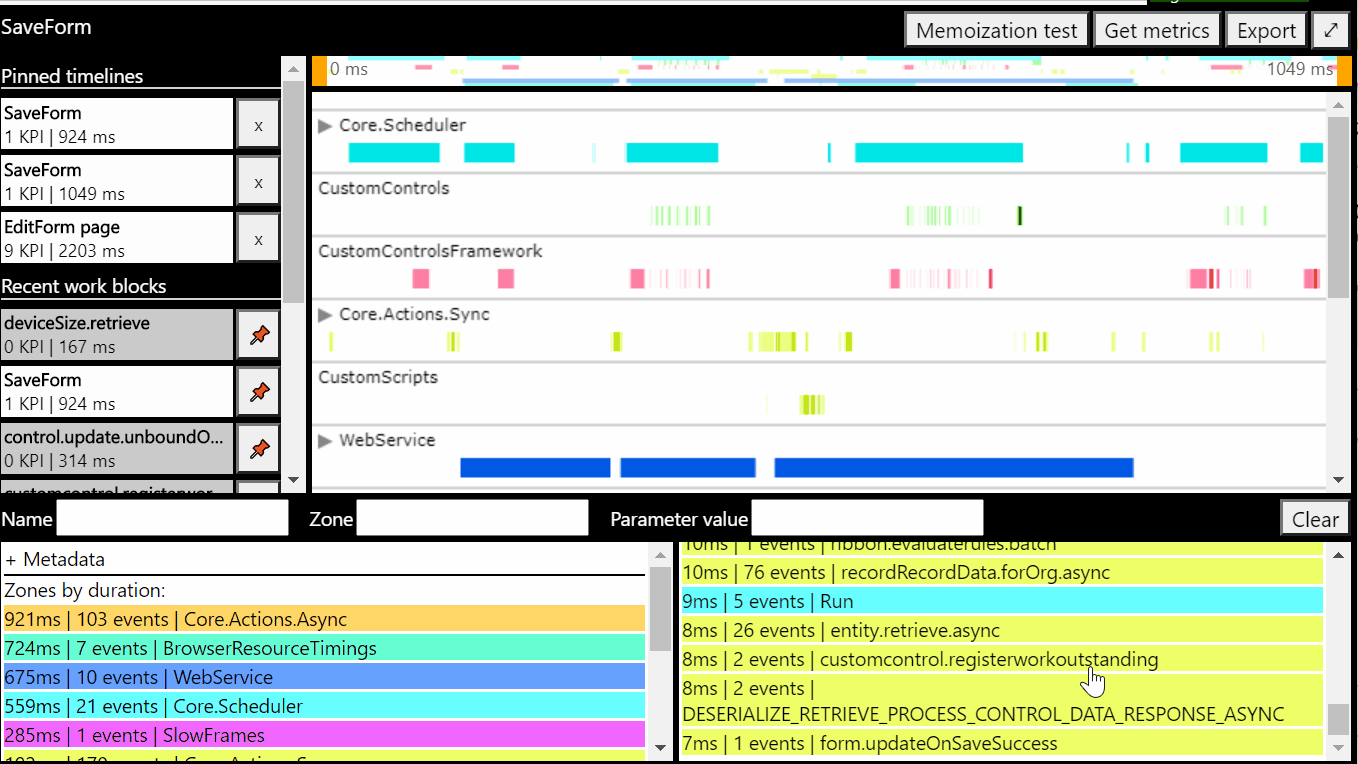 SaveForm
Memoization test
Get metrics
Export
Pinned timelines
SaveForm
1 KPI | 924 ms
x
SaveForm
1 KPI | 1049 ms
x
EditForm page
9 KPI | 2203 ms
x
Recent work blocks
deviceSize.retrieve
0 KPI | 167 ms
SaveForm
1 KPI | 924 ms
control.update.unboundO...
0 KPI | 314 ms
0 ms
1049 ms
Core.Scheduler
CustomControls
CustomControlsFramework
Core.Actions.Sync
CustomScripts
WebService
Name
Zone
Parameter value
Clear
+ Metadata
Zones by duration:
921ms | 103 events | Core.Actions.Async
724ms | 7 events | BrowserResourceTimings
675ms | 10 events | WebService
559ms | 21 events | Core.Scheduler
285ms | 1 events | SlowFrames
10ms | 1 events | ribbon.evaluaterules.batch
10ms | 76 events | recordRecordData.forOrg.async
9ms | 5 events | Run
8ms | 26 events | entity.retrieve.async
8ms | 2 events | customcontrol.registerworkoutstanding
8ms | 2 events |
DESERIALIZE_RETRIEVE_PROCESS_CONTROL_DATA_RESPONSE_ASYNC
7ms | 1 events | form.updateOnSaveSuccess